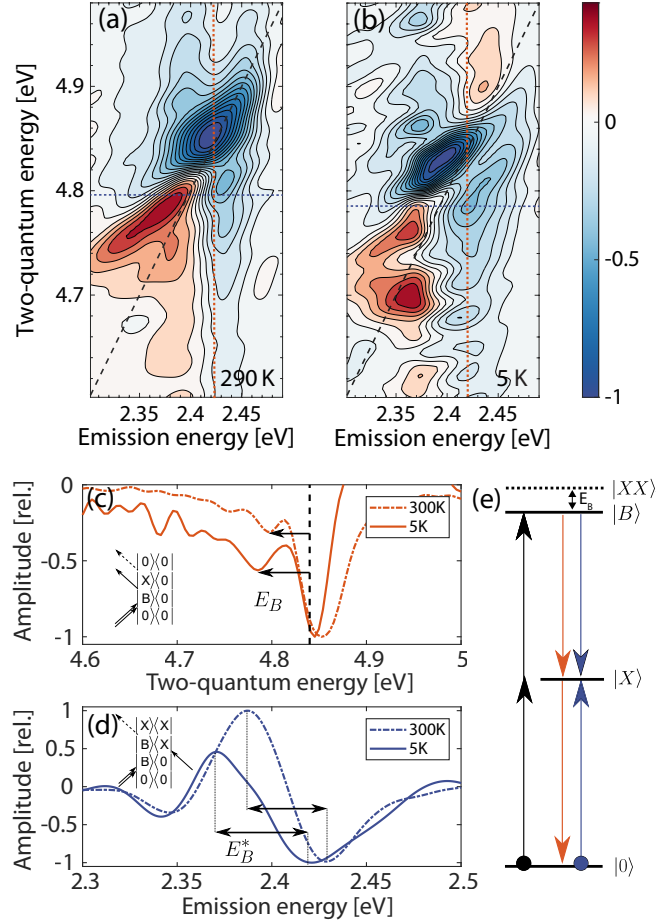 (a)
(b)
Two-quantum energy [eV]
4.9
4.8
4.7
290 K
5 K
2.35
2.4
2.45
2.35
2.4
2.45
Emission energy [eV]
Emission energy [eV]
0
-0.5
-1
(c)
Amplitude [rel.]
0
-0.5
-1
300K
5K
E_B
|0⟩⟨0|
|X⟩⟨0|
|B⟩⟨0|
|0⟩⟨0|
4.6
4.7
4.8
4.9
5
Two-quantum energy [eV]
(d)
Amplitude [rel.]
1
0.5
0
-0.5
-1
300K
5K
E*_B
|X⟩⟨X|
|B⟩⟨X|
|B⟩⟨0|
|0⟩⟨0|
2.3
2.35
2.4
2.45
2.5
Emission energy [eV]
(e)
|XX⟩
E_B
|B⟩
|X⟩
|0⟩